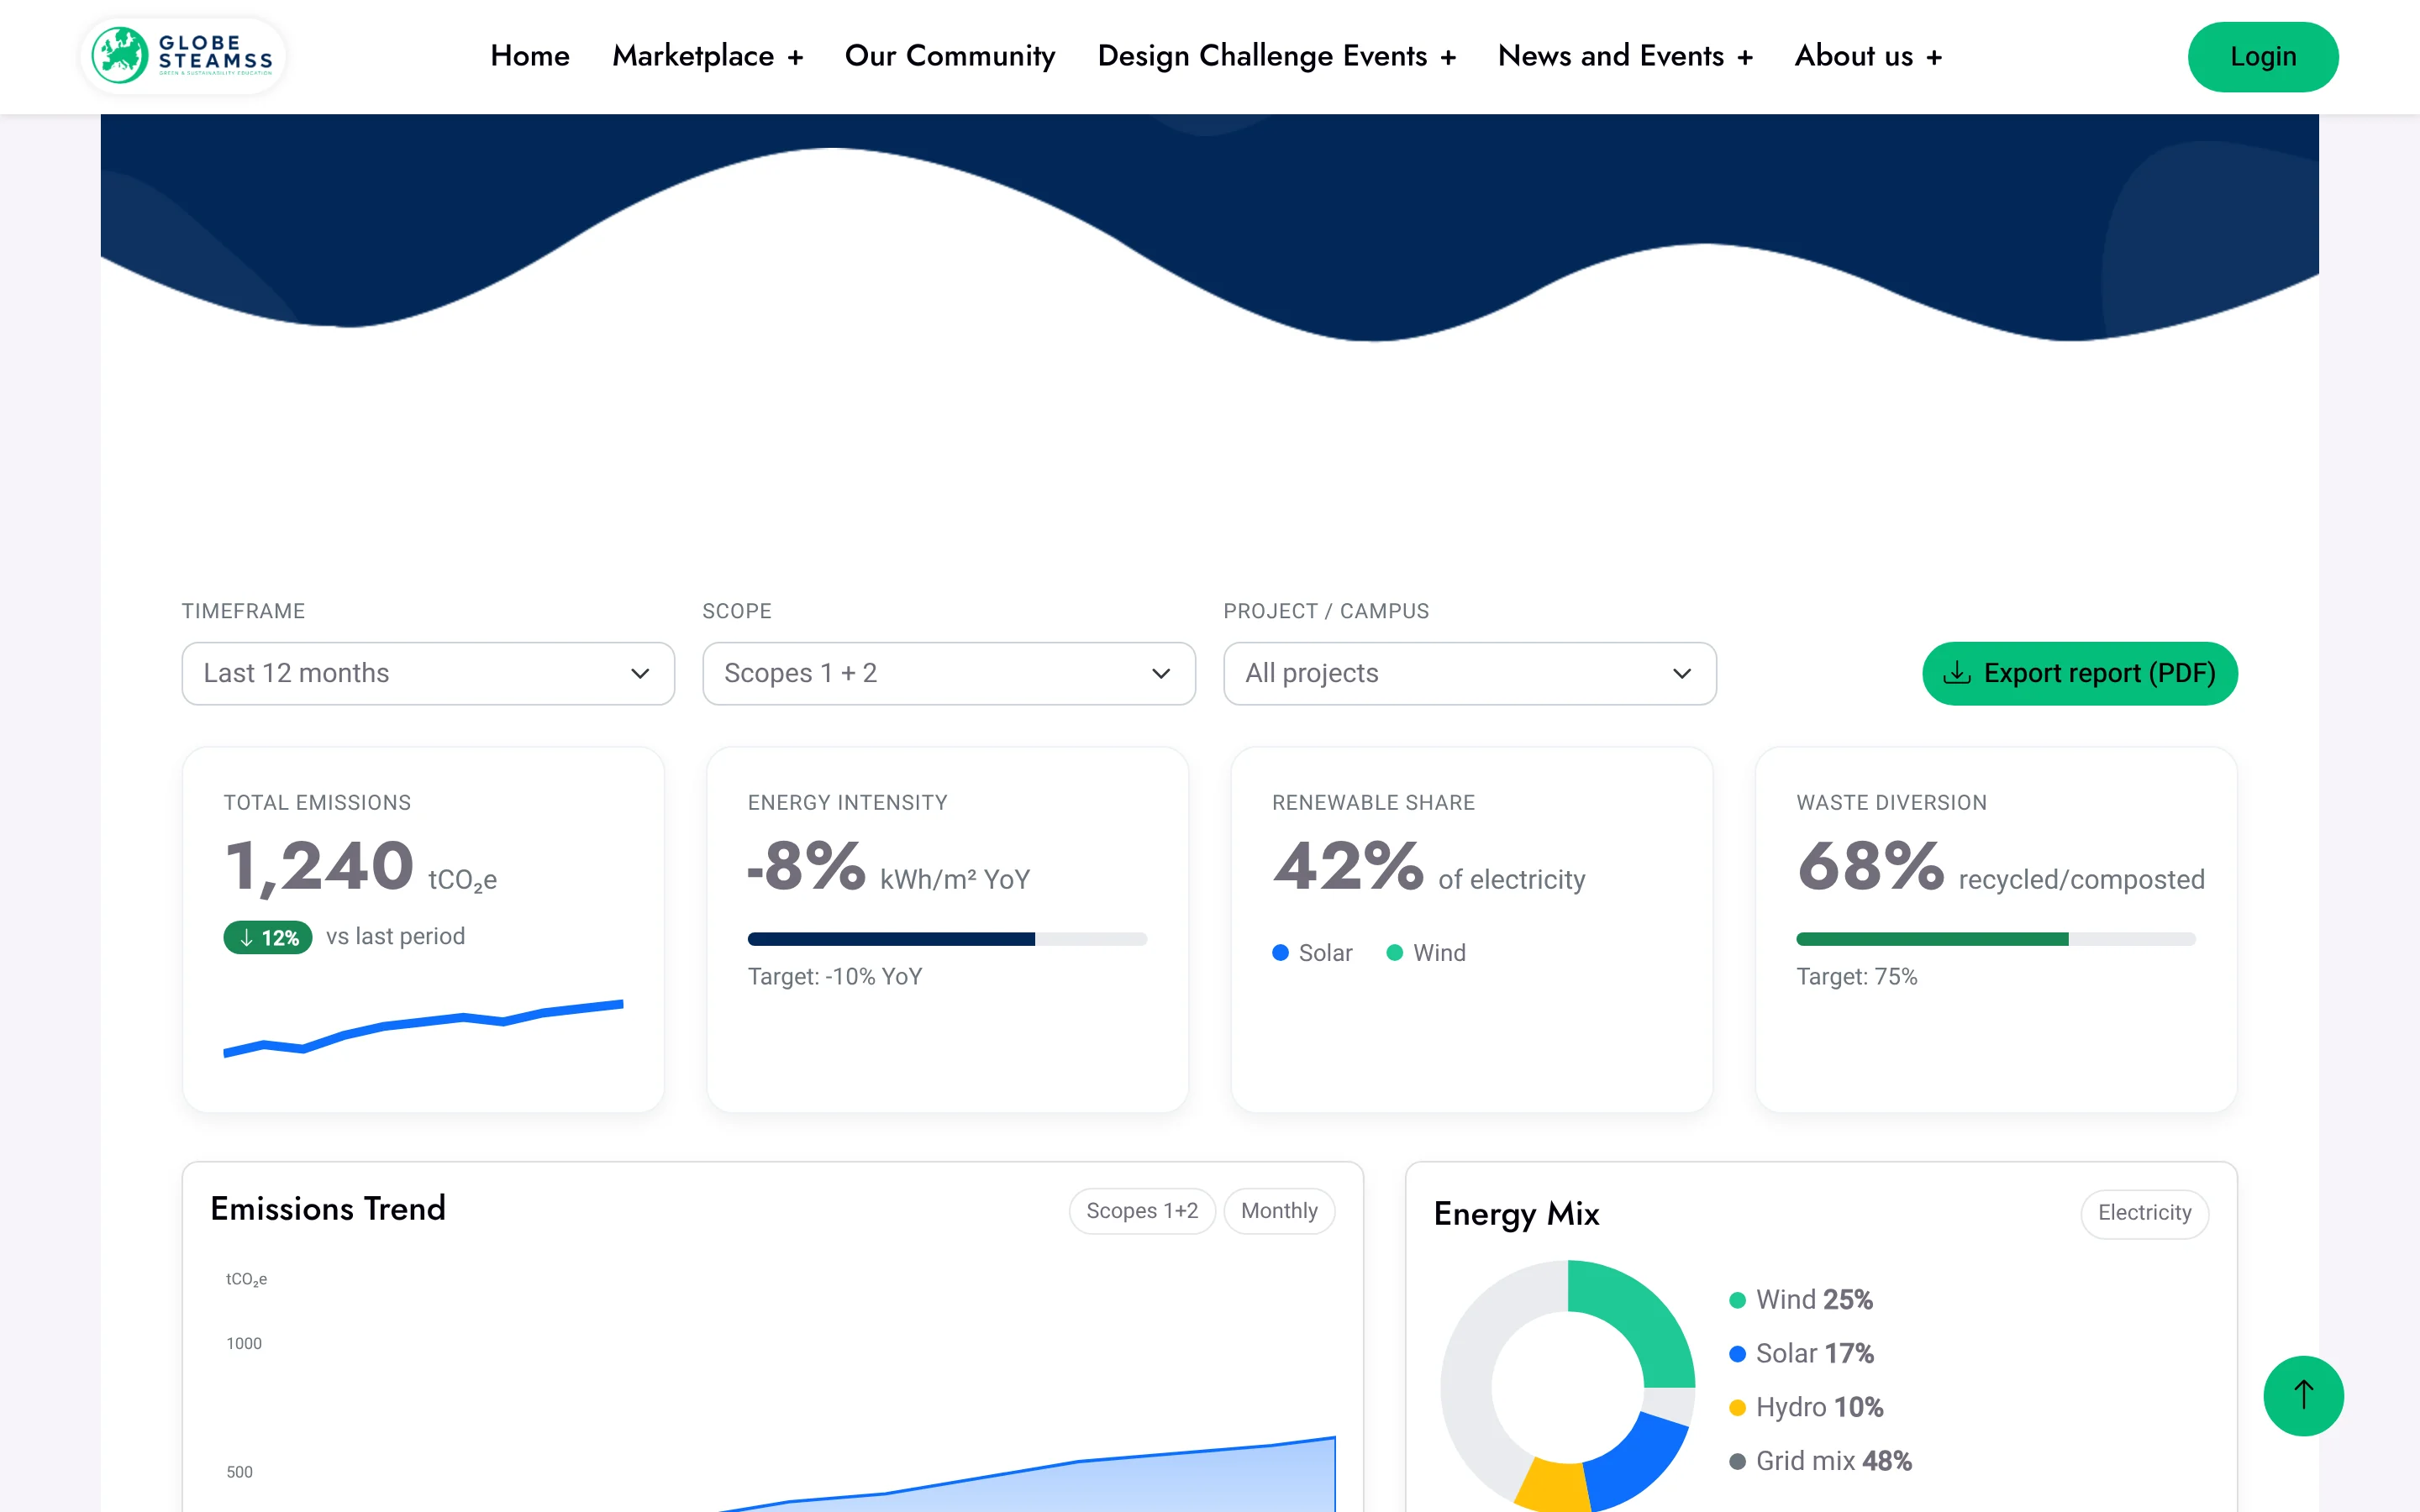 GLOBE
STEAMSS
GREEN & SUSTAINABILITY EDUCATION
Home
Marketplace +
Our Community
Design Challenge Events +
News and Events +
About us +
Login
TIMEFRAME
Last 12 months
SCOPE
Scopes 1 + 2
PROJECT / CAMPUS
All projects
Export report (PDF)
TOTAL EMISSIONS
1,240 tCO₂e
↓ 12% vs last period
ENERGY INTENSITY
-8% kWh/m² YoY
Target: -10% YoY
RENEWABLE SHARE
42% of electricity
Solar
Wind
WASTE DIVERSION
68% recycled/composted
Target: 75%
Emissions Trend
Scopes 1+2
Monthly
tCO₂e
1000
500
Energy Mix
Electricity
Wind 25%
Solar 17%
Hydro 10%
Grid mix 48%